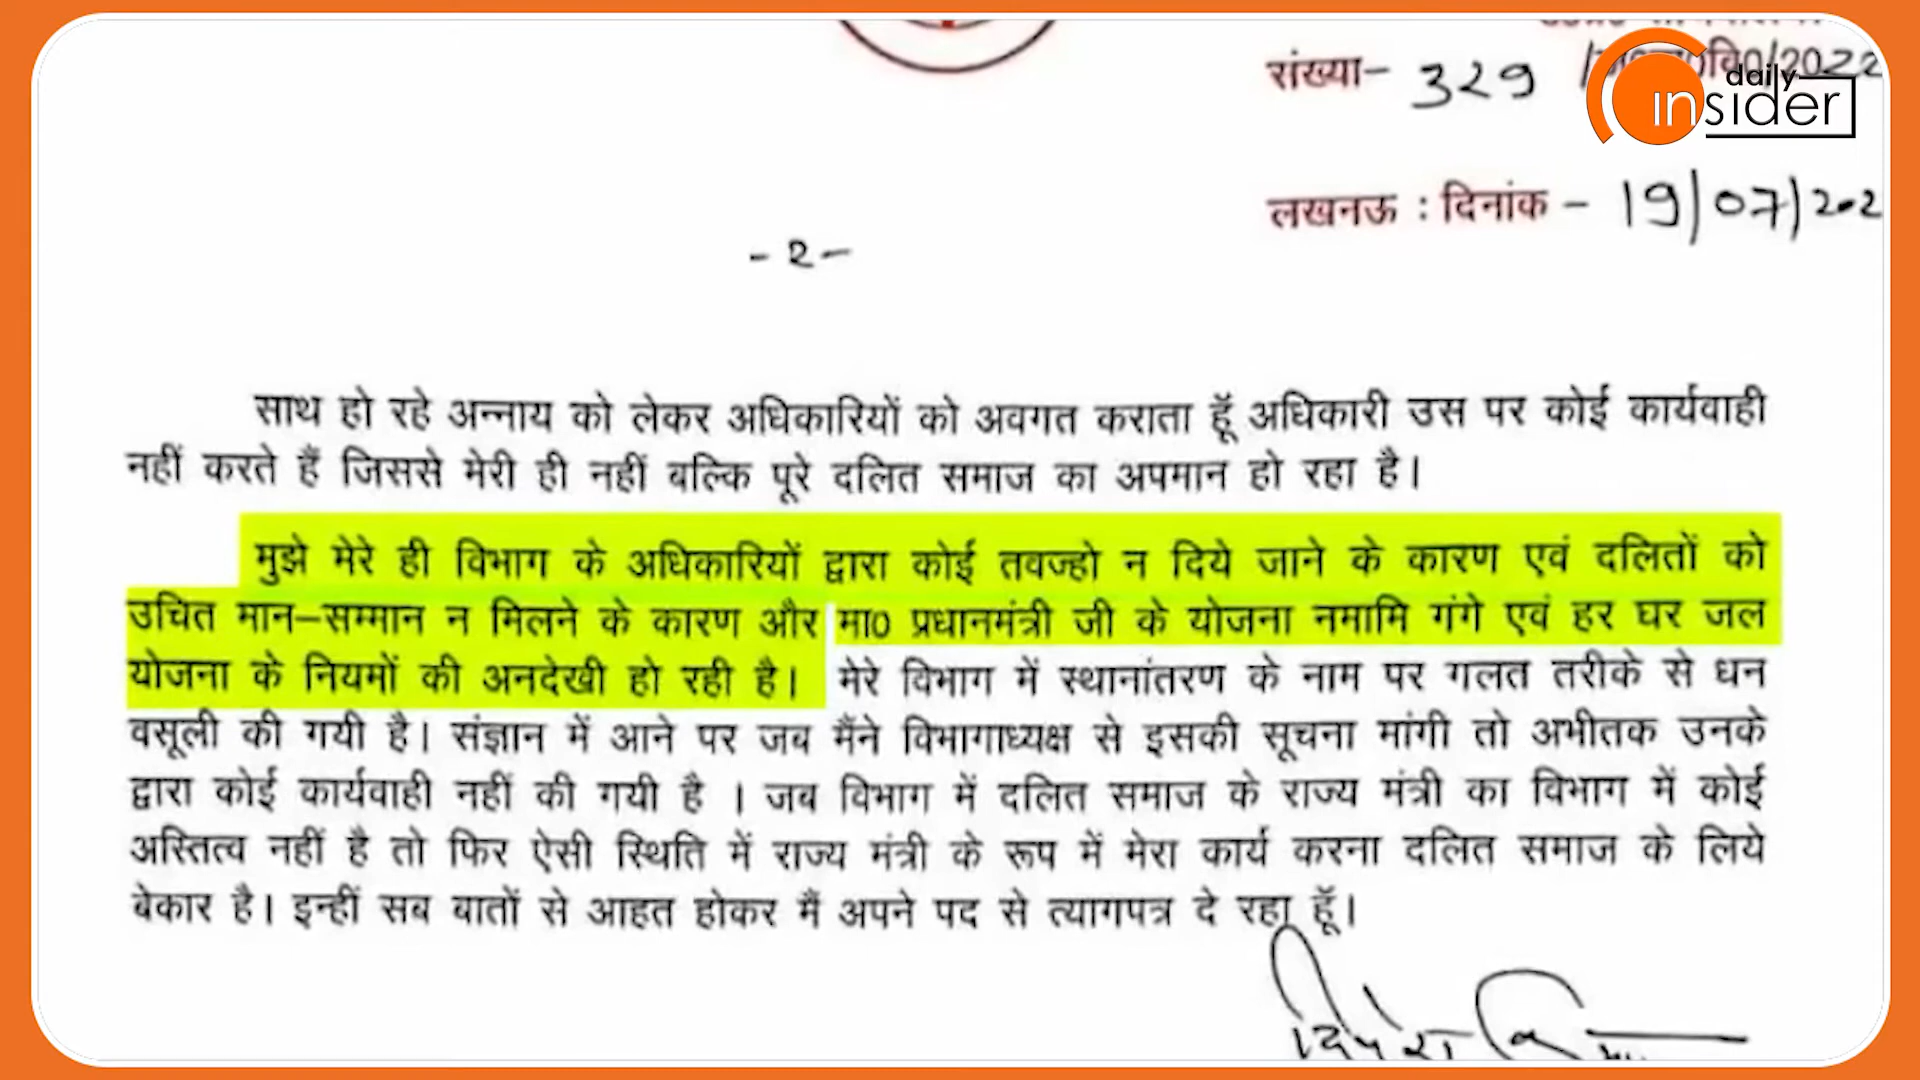 संख्या- 329 /2022
daily
insider
लखनऊ : दिनांक - 19/07/202
-2-
साथ हो रहे अन्नाय को लेकर अधिकारियों को अवगत कराता हूँ अधिकारी उस पर कोई कार्यवाही
नहीं करते हैं जिससे मेरी ही नहीं बल्कि पूरे दलित समाज का अपमान हो रहा है।
मुझे मेरे ही विभाग के अधिकारियों द्वारा कोई तवज्हो न दिये जाने के कारण एवं दलितों को
उचित मान-सम्मान न मिलने के कारण और मा0 प्रधानमंत्री जी के योजना नमामि गंगे एवं हर घर जल
योजना के नियमों की अनदेखी हो रही है। मेरे विभाग में स्थानांतरण के नाम पर गलत तरीके से धन
वसूली की गयी है। संज्ञान में आने पर जब मैंने विभागाध्यक्ष से इसकी सूचना मांगी तो अभीतक उनके
द्वारा कोई कार्यवाही नहीं की गयी है । जब विभाग में दलित समाज के राज्य मंत्री का विभाग में कोई
अस्तित्व नहीं है तो फिर ऐसी स्थिति में राज्य मंत्री के रूप में मेरा कार्य करना दलित समाज के लिये
बेकार है। इन्हीं सब बातों से आहत होकर मैं अपने पद से त्यागपत्र दे रहा हूँ।